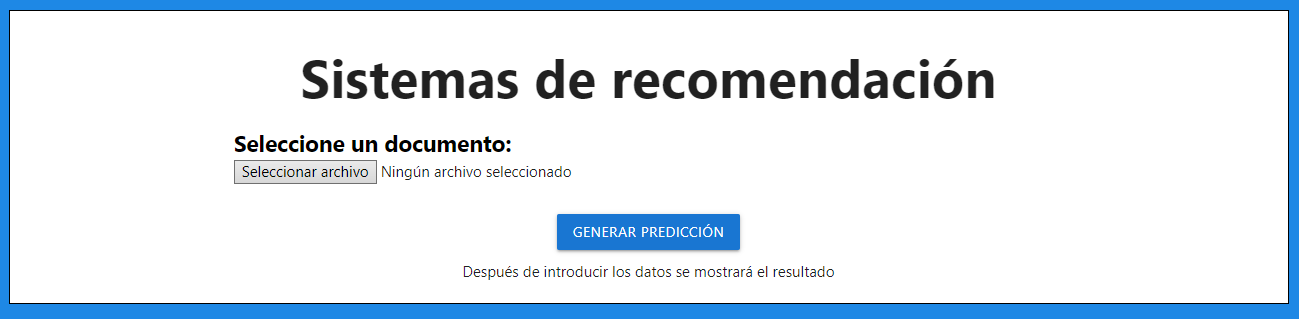 Sistemas de recomendación
Seleccione un documento:
Seleccionar archivo Ningún archivo seleccionado
GENERAR PREDICCIÓN
Después de introducir los datos se mostrará el resultado